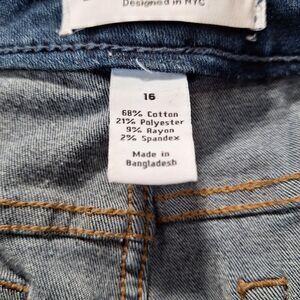 Designed in NYC
16
68% Cotton
21% Polyester
9% Rayon
2% Spandex
Made in
Bangladesh